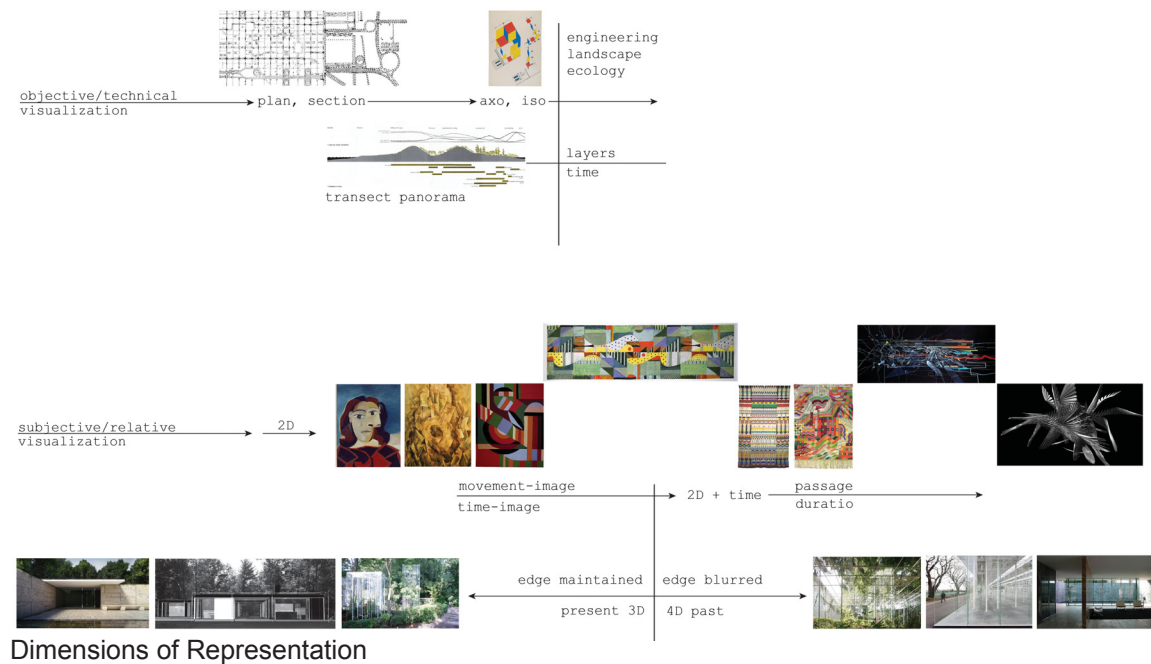 engineering
landscape
ecology
objective/technical
visualization
plan, section
axo, iso
layers
time
transect panorama
subjective/relative
visualization
2D
movement-image
time-image
2D + time
passage
duratio
edge maintained
edge blurred
present 3D
4D past
Dimensions of Representation